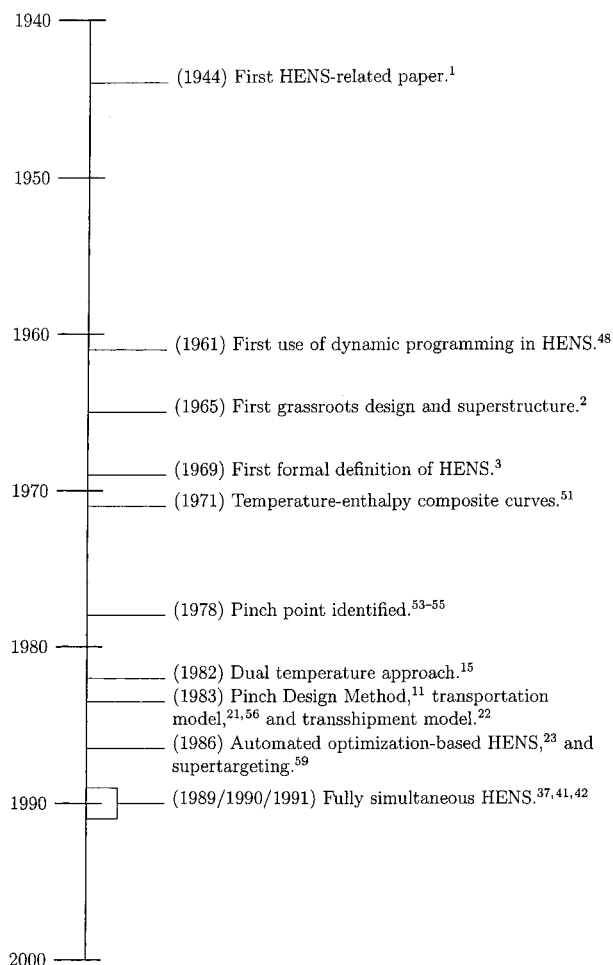 1940
(1944) First HENS-related paper.¹
1950
1960
(1961) First use of dynamic programming in HENS.⁴⁸
(1965) First grassroots design and superstructure.²
(1969) First formal definition of HENS.³
1970
(1971) Temperature-enthalpy composite curves.⁵¹
(1978) Pinch point identified.⁵³⁻⁵⁵
1980
(1982) Dual temperature approach.¹⁵
(1983) Pinch Design Method,¹¹ transportation
model,²¹,⁵⁶ and transshipment model.²²
(1986) Automated optimization-based HENS,²³ and
supertargeting.⁵⁹
1990
(1989/1990/1991) Fully simultaneous HENS.³⁷,⁴¹,⁴²
2000